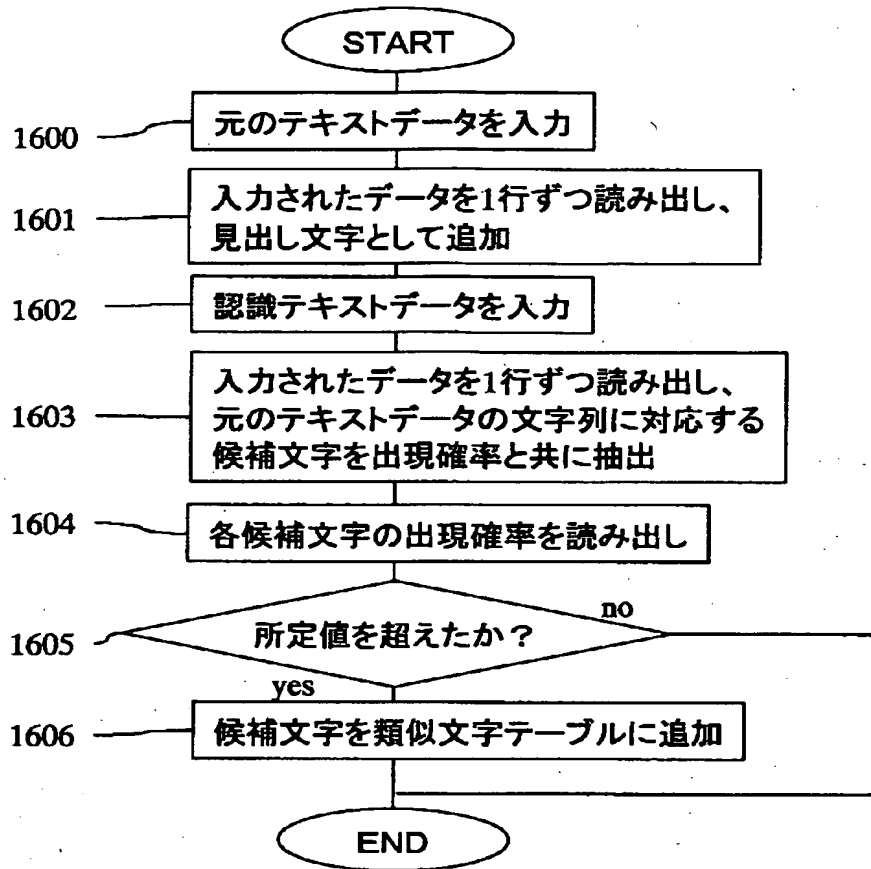 START
1600
元のテキストデータを入力
1601
入力されたデータを1行ずつ読み出し、
見出し文字として追加
1602
認識テキストデータを入力
1603
入力されたデータを1行ずつ読み出し、
元のテキストデータの文字列に対応する
候補文字を出現確率と共に抽出
1604
各候補文字の出現確率を読み出し
1605
所定値を超えたか？
no
yes
1606
候補文字を類似文字テーブルに追加
END